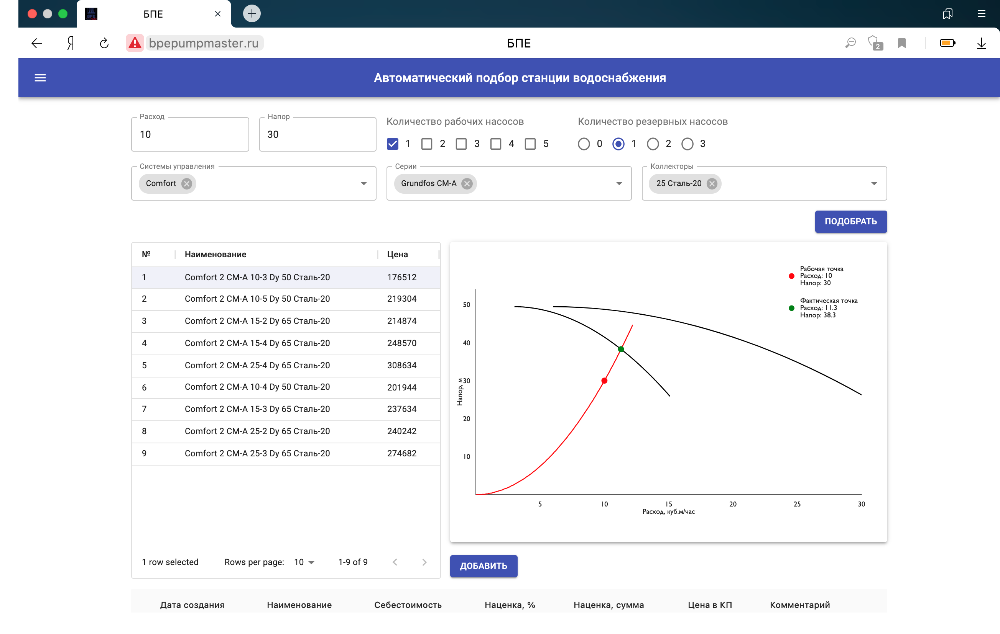 БПЕ
Я
bpepumpmaster.ru
БПЕ
2
Автоматический подбор станции водоснабжения
Расход
10
Напор
30
Количество рабочих насосов
1 2 3 4 5
Количество резервных насосов
0 1 2 3
Системы управления
Comfort
Серии
Grundfos CM-A
Коллекторы
25 Сталь-20
ПОДОБРАТЬ
№ Наименование Цена
1 Comfort 2 CM-A 10-3 Dy 50 Сталь-20 176512
2 Comfort 2 CM-A 10-5 Dy 50 Сталь-20 219304
3 Comfort 2 CM-A 15-2 Dy 65 Сталь-20 214874
4 Comfort 2 CM-A 15-4 Dy 65 Сталь-20 248570
5 Comfort 2 CM-A 25-4 Dy 65 Сталь-20 308634
6 Comfort 2 CM-A 10-4 Dy 50 Сталь-20 201944
7 Comfort 2 CM-A 15-3 Dy 65 Сталь-20 237634
8 Comfort 2 CM-A 25-2 Dy 65 Сталь-20 240242
9 Comfort 2 CM-A 25-3 Dy 65 Сталь-20 274682
1 row selected Rows per page: 10 1-9 of 9
Рабочая точка
Расход: 10
Напор: 30
Фактическая точка
Расход: 11.3
Напор: 38.3
50
40
30
20
10
Напор, м
5 10 15 20 25 30
Расход, куб.м/час
ДОБАВИТЬ
Дата создания Наименование Себестоимость Наценка, % Наценка, сумма Цена в КП Комментарий